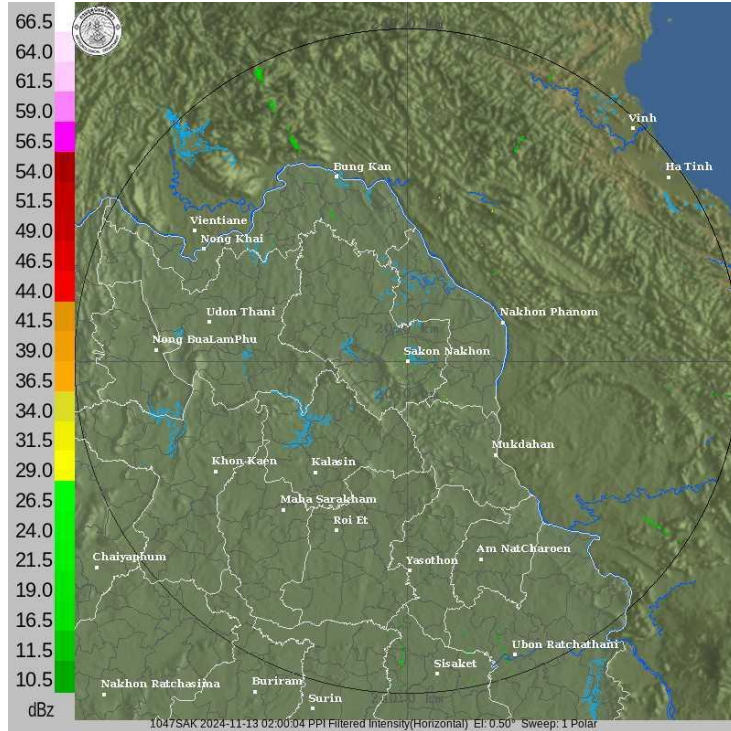 66.5
64.0
61.5
59.0
56.5
54.0
51.5
49.0
46.5
44.0
41.5
39.0
36.5
34.0
31.5
29.0
26.5
24.0
21.5
19.0
16.5
11.5
10.5
dBz
Vinh
Ha Tinh
Bung Kan
Vientiane
Nong Khai
Udon Thani
Nakhon Phanom
Nong BuaLamPhu
Sakon Nakhon
Mukdahan
Khon Kaen
Kalasin
Maha Sarakham
Roi Et
Chaiyaphum
Yasothon
Am NatCharoen
Ubon Ratchathani
Sisaket
Nakhon Ratchasima
Buriram
Surin
1047SAK 2024-11-13 02:00:04 PPI Filtered Intensity(Horizontal) El: 0.50° Sweep: 1 Polar